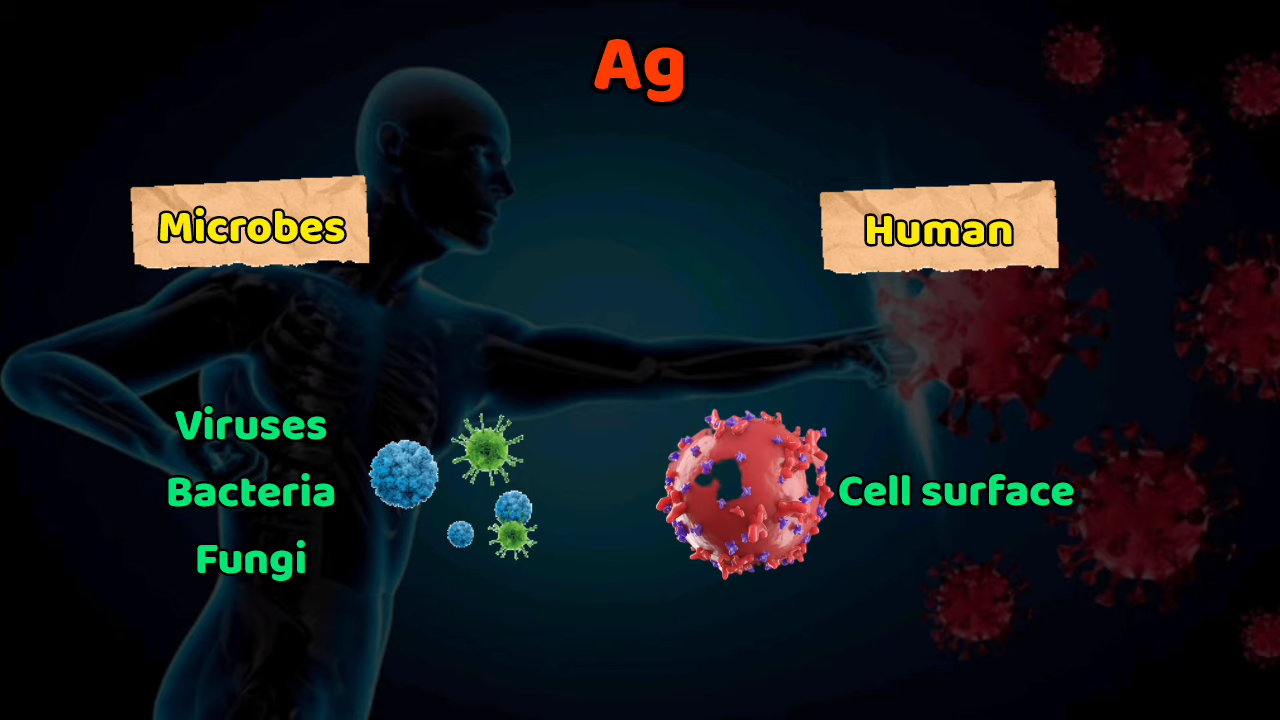 Ag
Microbes
Human
Viruses
Bacteria
Fungi
Cell surface